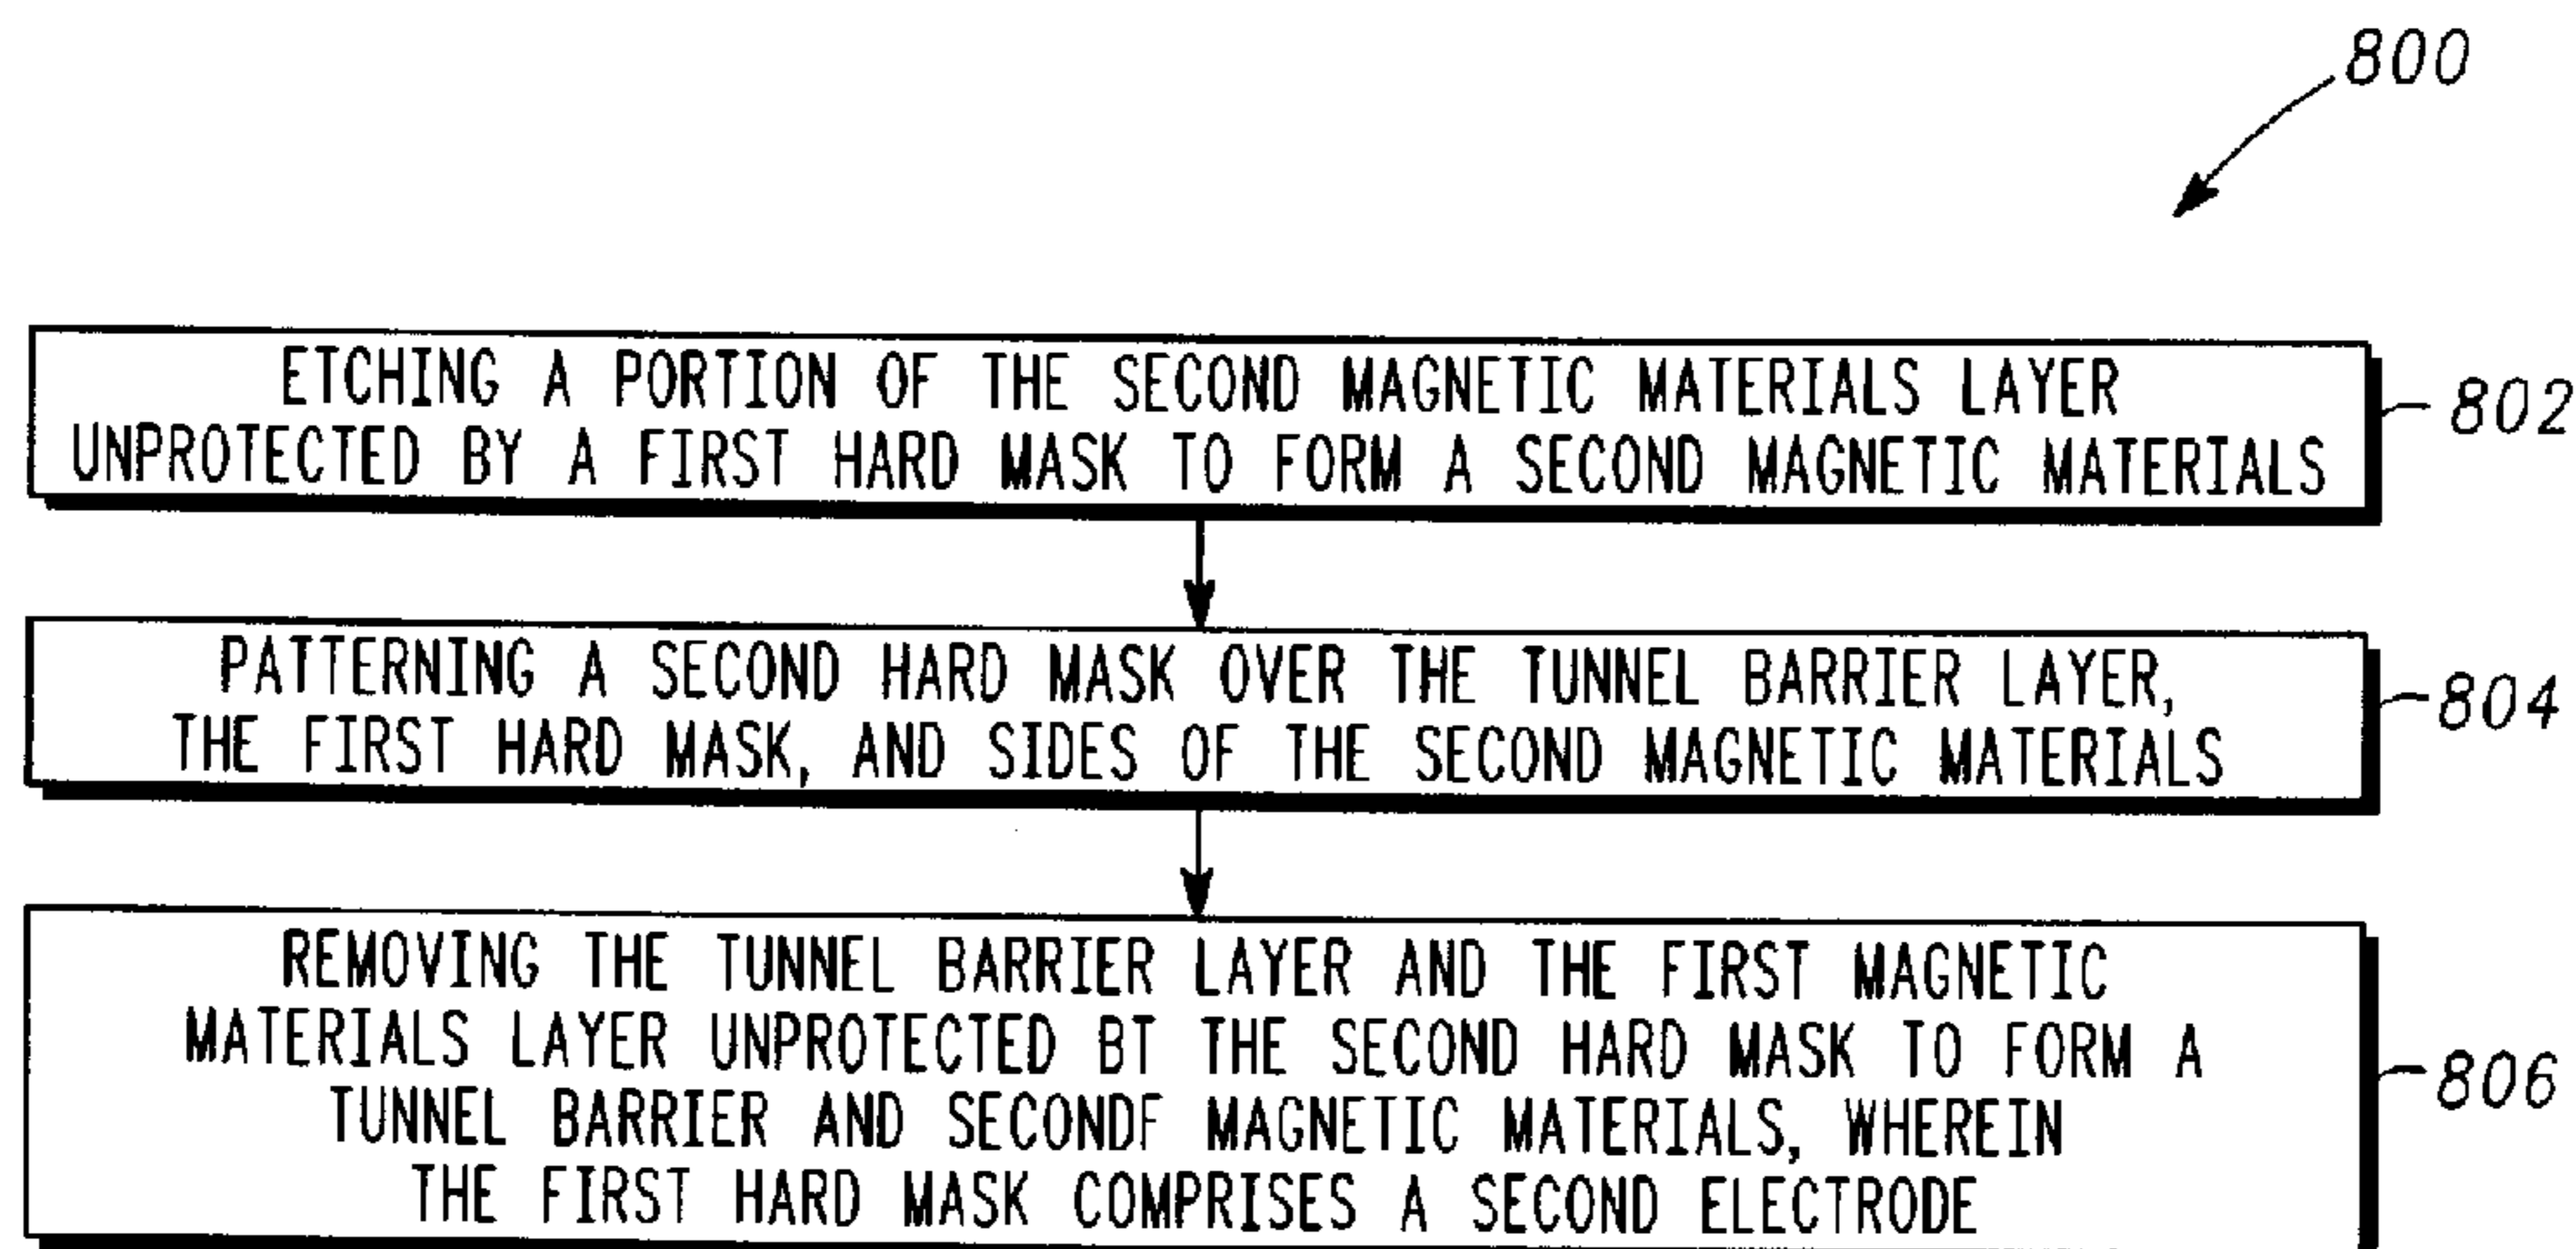 800
ETCHING A PORTION OF THE SECOND MAGNETIC MATERIALS LAYER
UNPROTECTED BY A FIRST HARD MASK TO FORM A SECOND MAGNETIC MATERIALS
802
PATTERNING A SECOND HARD MASK OVER THE TUNNEL BARRIER LAYER,
THE FIRST HARD MASK, AND SIDES OF THE SECOND MAGNETIC MATERIALS
804
REMOVING THE TUNNEL BARRIER LAYER AND THE FIRST MAGNETIC
MATERIALS LAYER UNPROTECTED BT THE SECOND HARD MASK TO FORM A
TUNNEL BARRIER AND SECONDF MAGNETIC MATERIALS, WHEREIN
THE FIRST HARD MASK COMPRISES A SECOND ELECTRODE
806